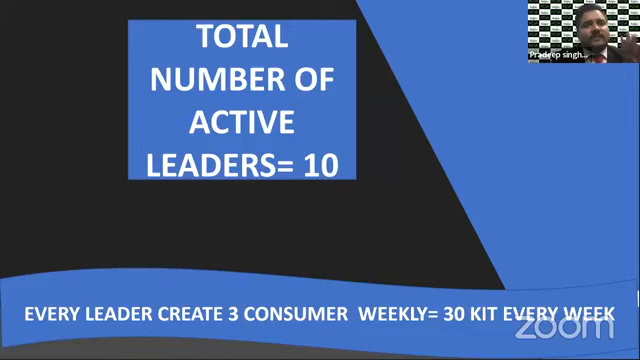 TOTAL
NUMBER OF
ACTIVE
LEADERS= 10
Pradeep singh...
EVERY LEADER CREATE 3 CONSUMER WEEKLY= 30 KIT EVERY WEEK
zoom